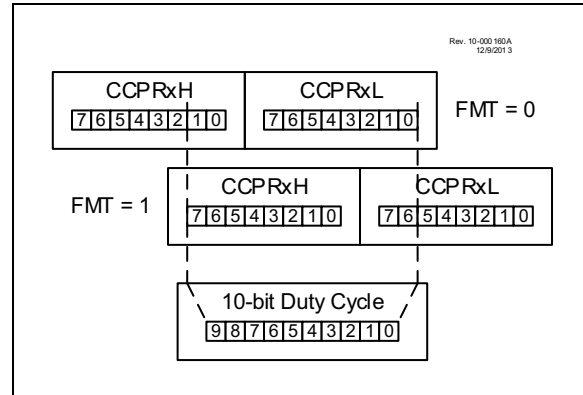 Rev. 10-000 160A
12/9/2013
CCPRxH CCPRxL
7 6 5 4 3 2 1 0 7 6 5 4 3 2 1 0 FMT = 0
CCPRxH CCPRxL
FMT = 1 7 6 5 4 3 2 1 0 7 6 5 4 3 2 1 0
10-bit Duty Cycle
9 8 7 6 5 4 3 2 1 0